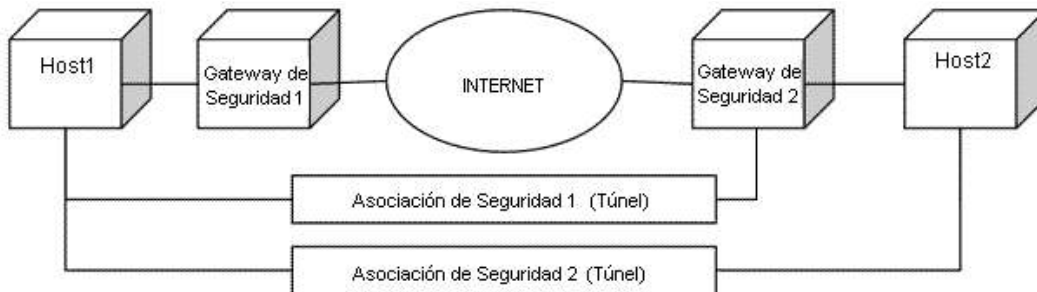 Host1
Gateway de
Seguridad 1
INTERNET
Gateway de
Seguridad 2
Host2
Asociación de Seguridad 1 (Túnel)
Asociación de Seguridad 2 (Túnel)